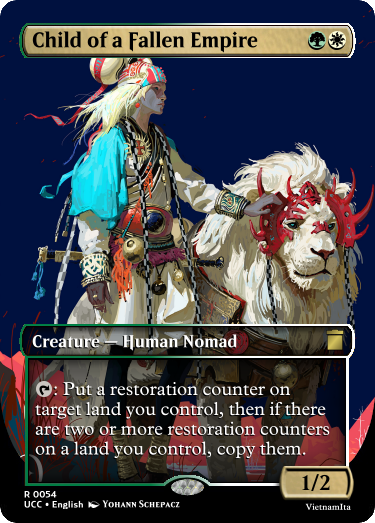 Child of a Fallen Empire
Creature — Human Nomad
: Put a restoration counter on
target land you control, then if there
are two or more restoration counters
on a land you control, copy them.
1/2
R 0054
UCC • English Yohann Schepacz
VietnamIta